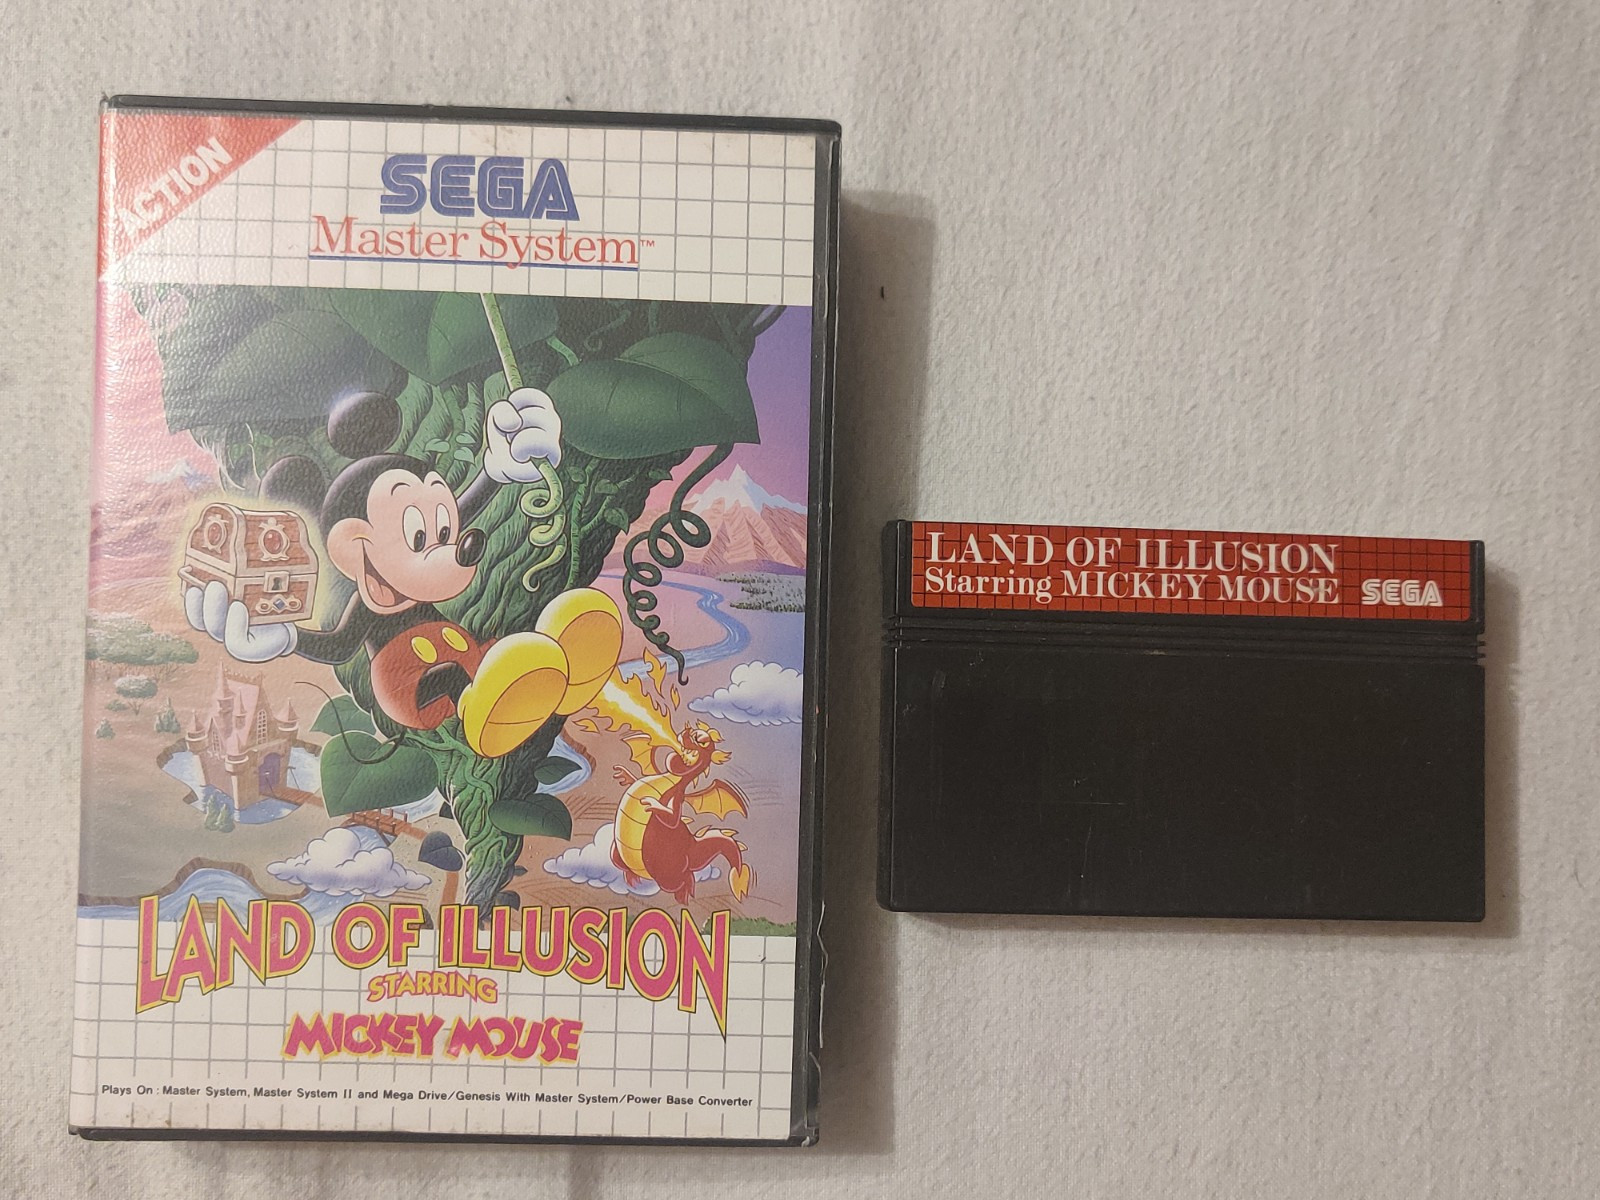 ACTION
SEGA
Master System™
LAND OF ILLUSION
STARRING
MICKEY MOUSE
Plays On : Master System, Master System II and Mega Drive/Genesis With Master System/Power Base Converter
LAND OF ILLUSION
Starring MICKEY MOUSE SEGA